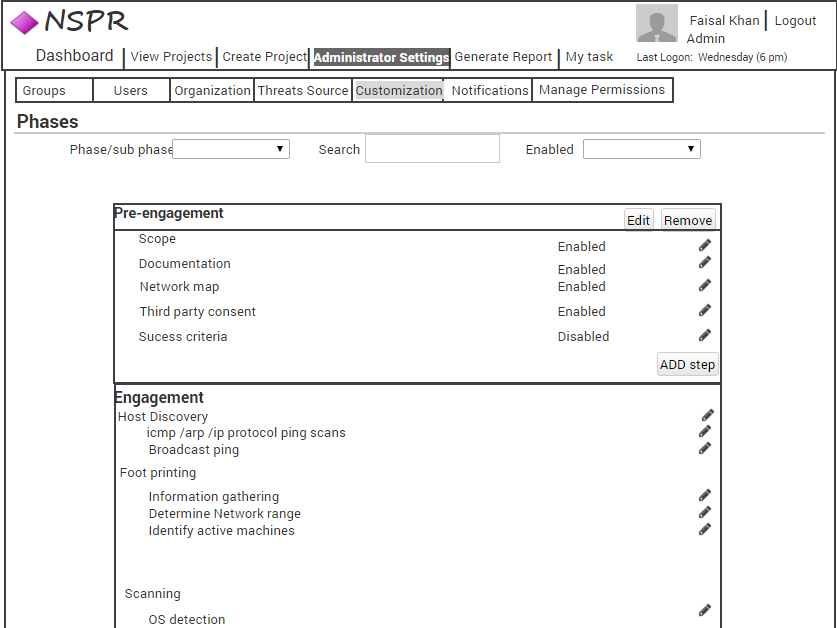 NSPR
Faisal Khan | Logout
Admin
Dashboard | View Projects | Create Project | Administrator Settings | Generate Report | My task
Last Logon: Wednesday (6 pm)
Groups Users Organization Threats Source Customization Notifications Manage Permissions
Phases
Phase/sub phase Search Enabled
Pre-engagement Edit Remove
Scope Enabled
Documentation Enabled
Network map Enabled
Third party consent Enabled
Sucess criteria Disabled
ADD step
Engagement
Host Discovery
icmp /arp /ip protocol ping scans
Broadcast ping
Foot printing
Information gathering
Determine Network range
Identify active machines
Scanning
OS detection